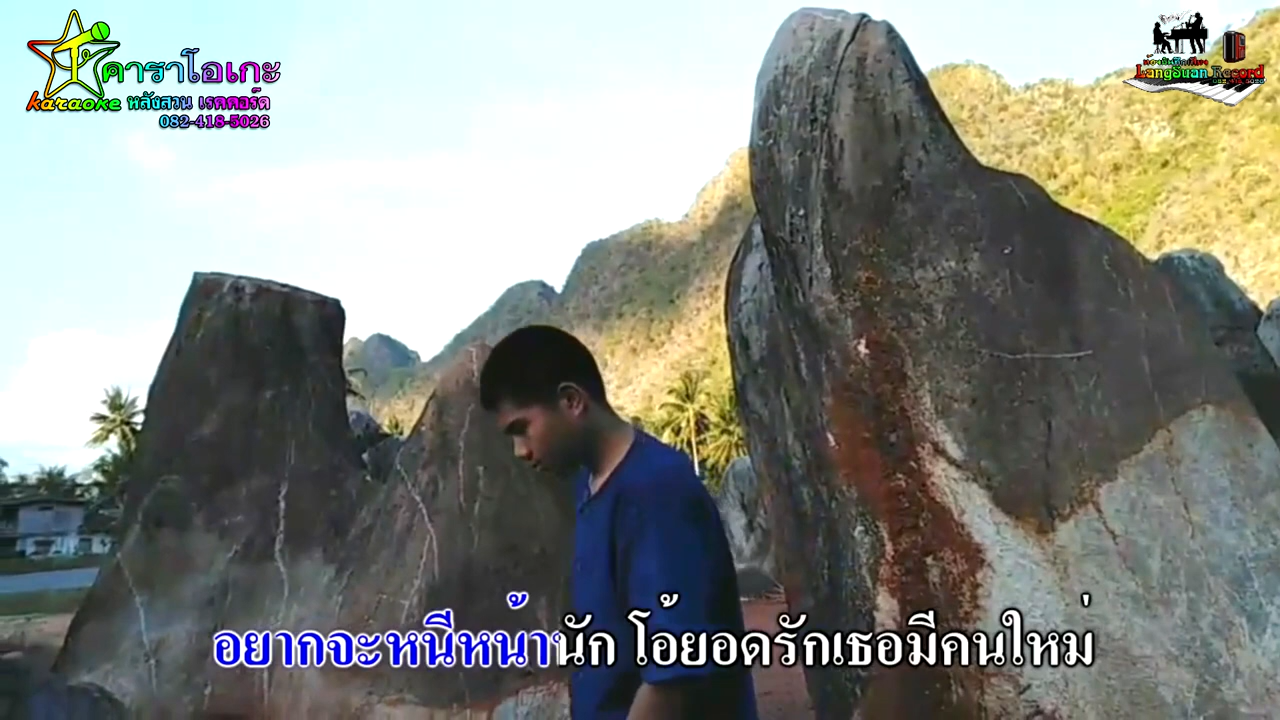 คาราโอเกะ
karaoke หลังสวน เรคคอร์ด
082-418-5026
LangSuan Record
อยากจะหนีหน้านัก โอ้ยอดรักเธอมีคนใหม่